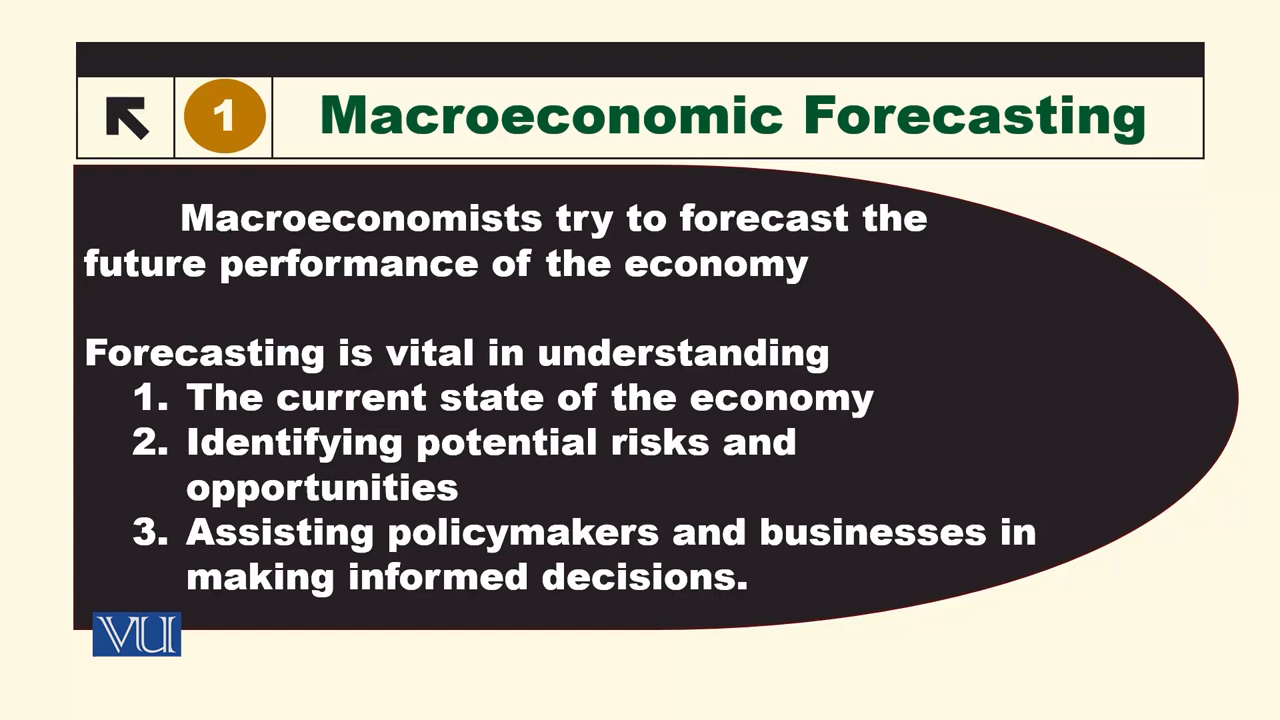 1 Macroeconomic Forecasting
Macroeconomists try to forecast the
future performance of the economy
Forecasting is vital in understanding
1. The current state of the economy
2. Identifying potential risks and
opportunities
3. Assisting policymakers and businesses in
making informed decisions.
VU